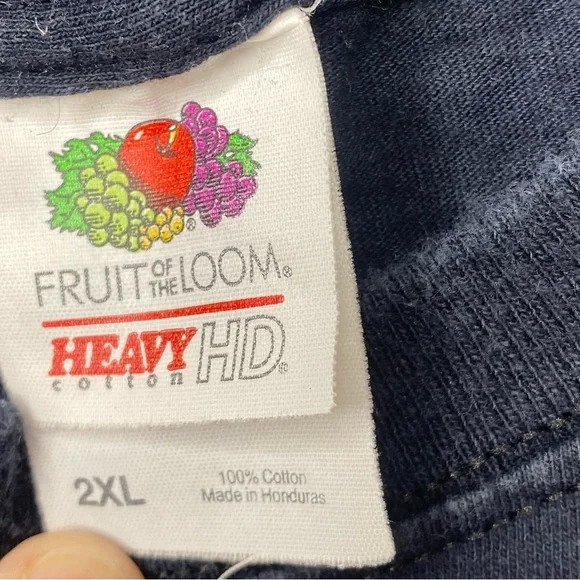 FRUIT OF THE LOOM®
HEAVY HD®
cotton
2XL
100% Cotton
Made in Honduras